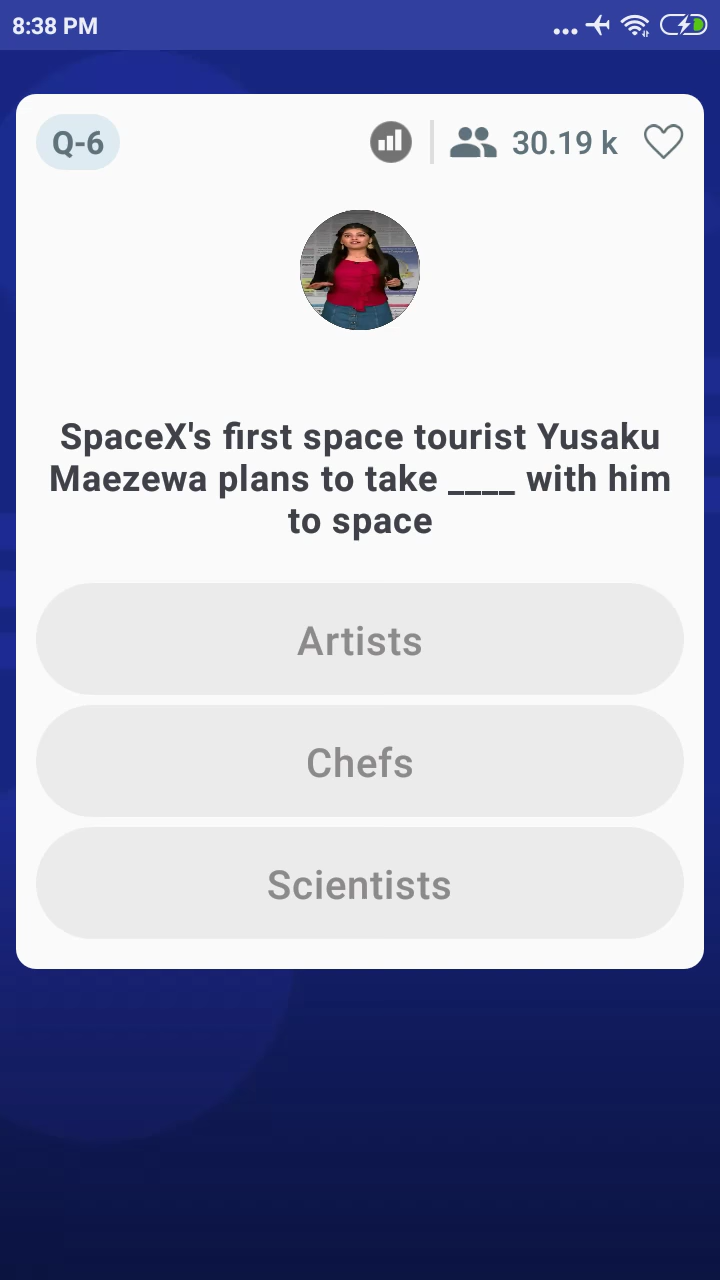 8:38 PM
Q-6
30.19 k
SpaceX's first space tourist Yusaku
Maezewa plans to take ____ with him
to space
Artists
Chefs
Scientists